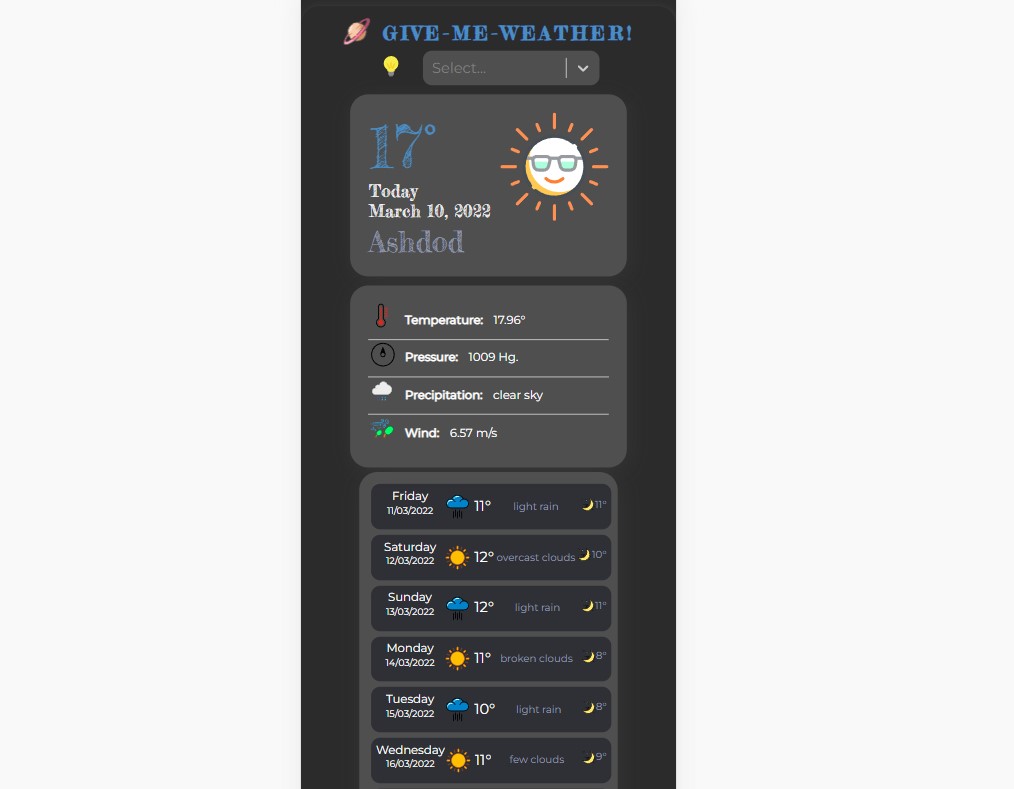 GIVE-ME-WEATHER!
Select...
17°
Today
March 10, 2022
Ashdod
Temperature: 17.96°
Pressure: 1009 Hg.
Precipitation: clear sky
Wind: 6.57 m/s
Friday
11/03/2022
11° light rain 11°
Saturday
12/03/2022
12° overcast clouds 10°
Sunday
13/03/2022
12° light rain 11°
Monday
14/03/2022
11° broken clouds 8°
Tuesday
15/03/2022
10° light rain 8°
Wednesday
16/03/2022
11° few clouds 9°